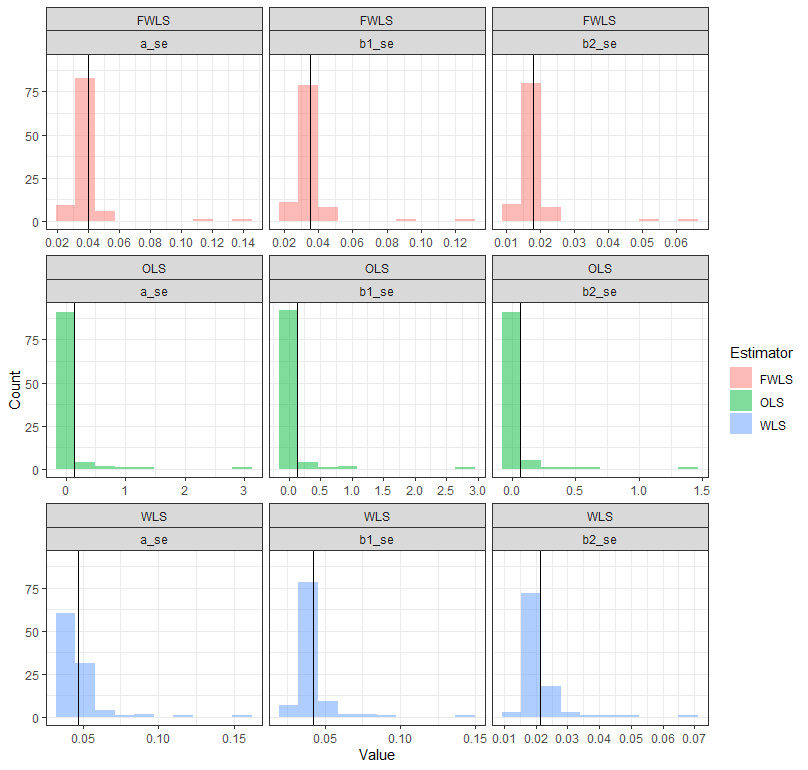 FWLS FWLS FWLS
a_se b1_se b2_se
75
50
25
0
0.02 0.04 0.06 0.08 0.10 0.12 0.14 0.02 0.04 0.06 0.08 0.10 0.12 0.01 0.02 0.03 0.04 0.05 0.06
OLS OLS OLS
a_se b1_se b2_se
75
50
25
0
0 1 2 3 0.0 0.5 1.0 1.5 2.0 2.5 3.0 0.0 0.5 1.0 1.5
WLS WLS WLS
a_se b1_se b2_se
75
50
25
0
0.05 0.10 0.15 0.05 0.10 0.15 0.01 0.02 0.03 0.04 0.05 0.06 0.07
Value
Count
Estimator
FWLS
OLS
WLS